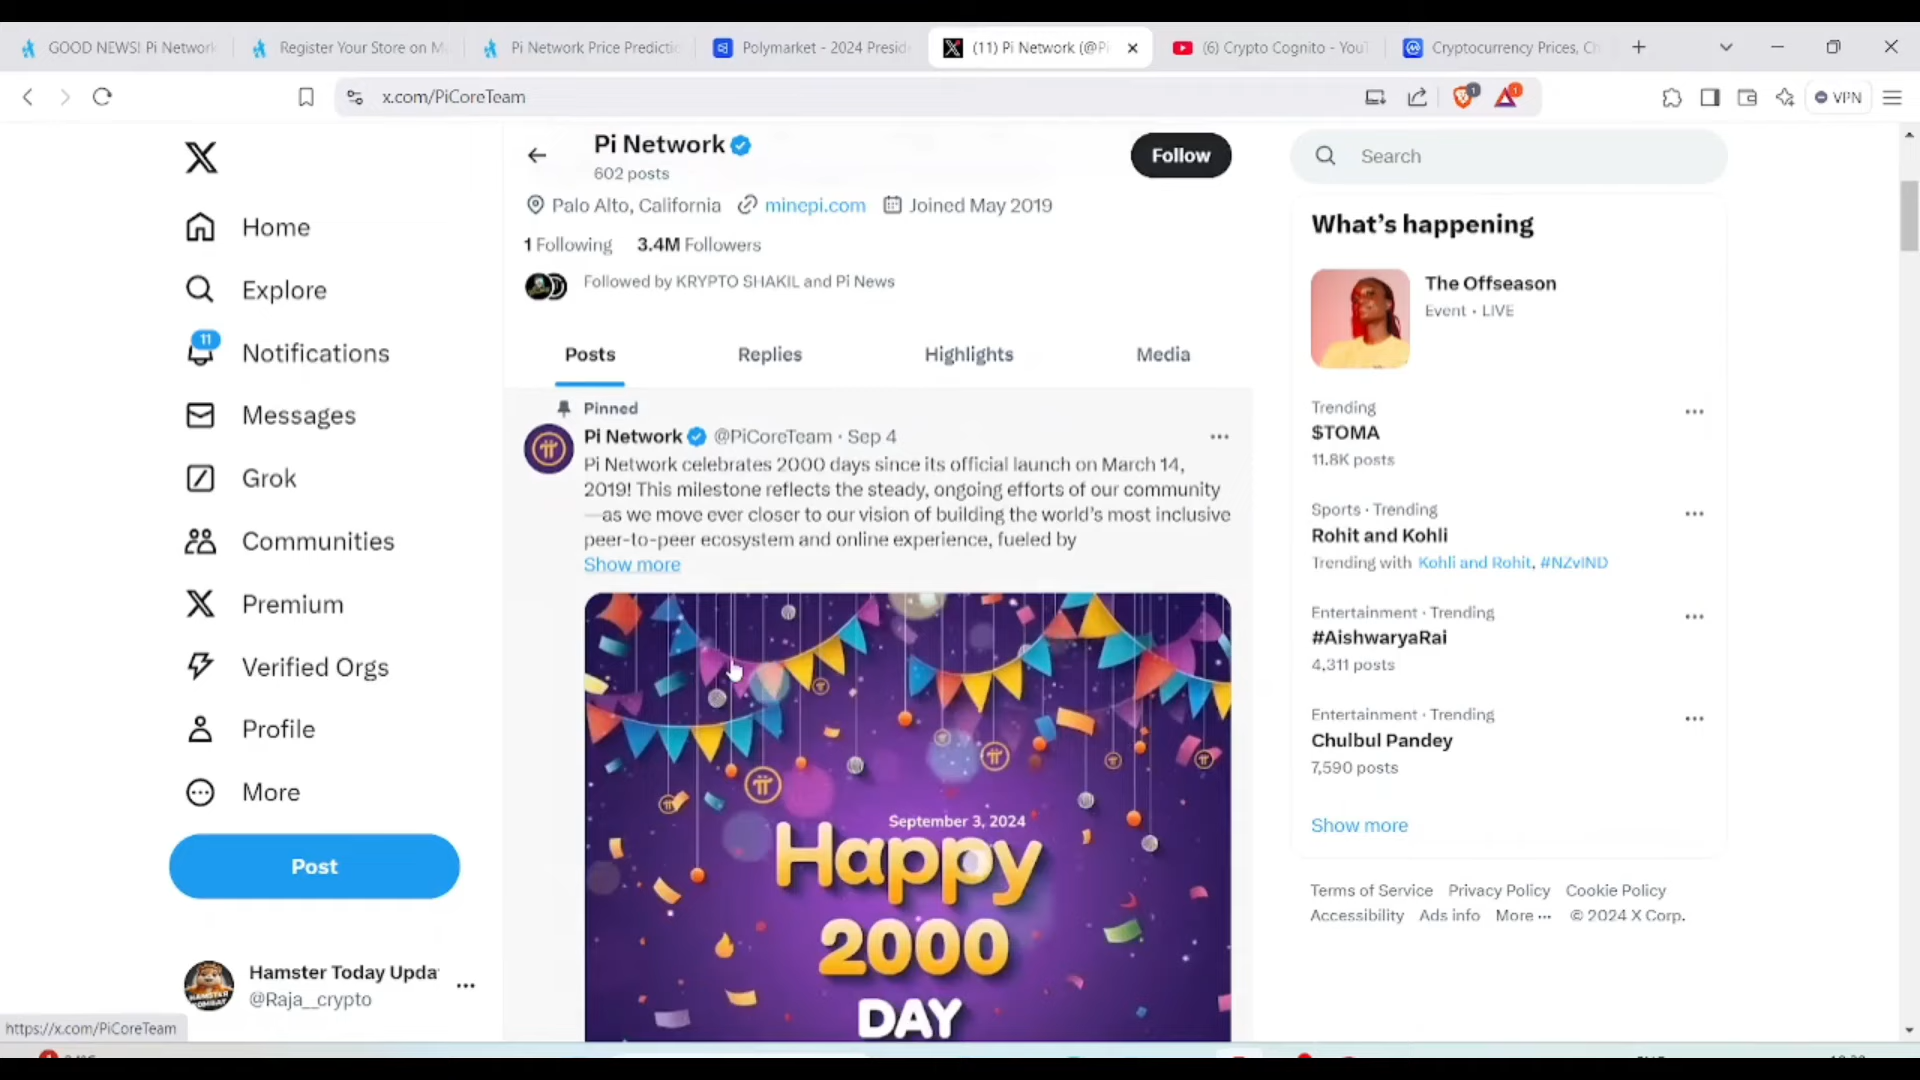 GOOD NEWS! Pi Network
Register Your Store on M
Pi Network Price Predictic
Polymarket - 2024 Presid
(11) Pi Network (@Pi
(6) Crypto Cognito - YouT
Cryptocurrency Prices, Ch
x.com/PiCoreTeam
1
1
VPN
Pi Network
602 posts
Follow
Palo Alto, California
minepi.com
Joined May 2019
1 Following
3.4M Followers
Followed by KRYPTO SHAKIL and Pi News
Posts
Replies
Highlights
Media
Pinned
Pi Network @PiCoreTeam · Sep 4
Pi Network celebrates 2000 days since its official launch on March 14,
2019! This milestone reflects the steady, ongoing efforts of our community
—as we move ever closer to our vision of building the world's most inclusive
peer-to-peer ecosystem and online experience, fueled by
Show more
September 3, 2024
Happy
2000
DAY
Home
Explore
11
Notifications
Messages
Grok
Communities
Premium
Verified Orgs
Profile
More
Post
Hamster Today Upda
@Raja__crypto
https://x.com/PiCoreTeam
Search
What's happening
The Offseason
Event · LIVE
Trending
$TOMA
11.8K posts
Sports · Trending
Rohit and Kohli
Trending with Kohli and Rohit, #NZvIND
Entertainment · Trending
#AishwaryaRai
4,311 posts
Entertainment · Trending
Chulbul Pandey
7,590 posts
Show more
Terms of Service Privacy Policy Cookie Policy
Accessibility Ads info More ··· © 2024 X Corp.